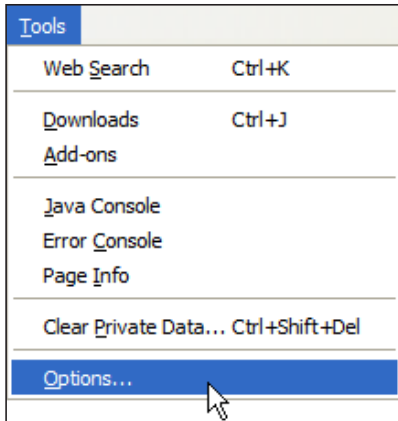 Tools
Web Search Ctrl+K
Downloads Ctrl+J
Add-ons
Java Console
Error Console
Page Info
Clear Private Data... Ctrl+Shift+Del
Options...